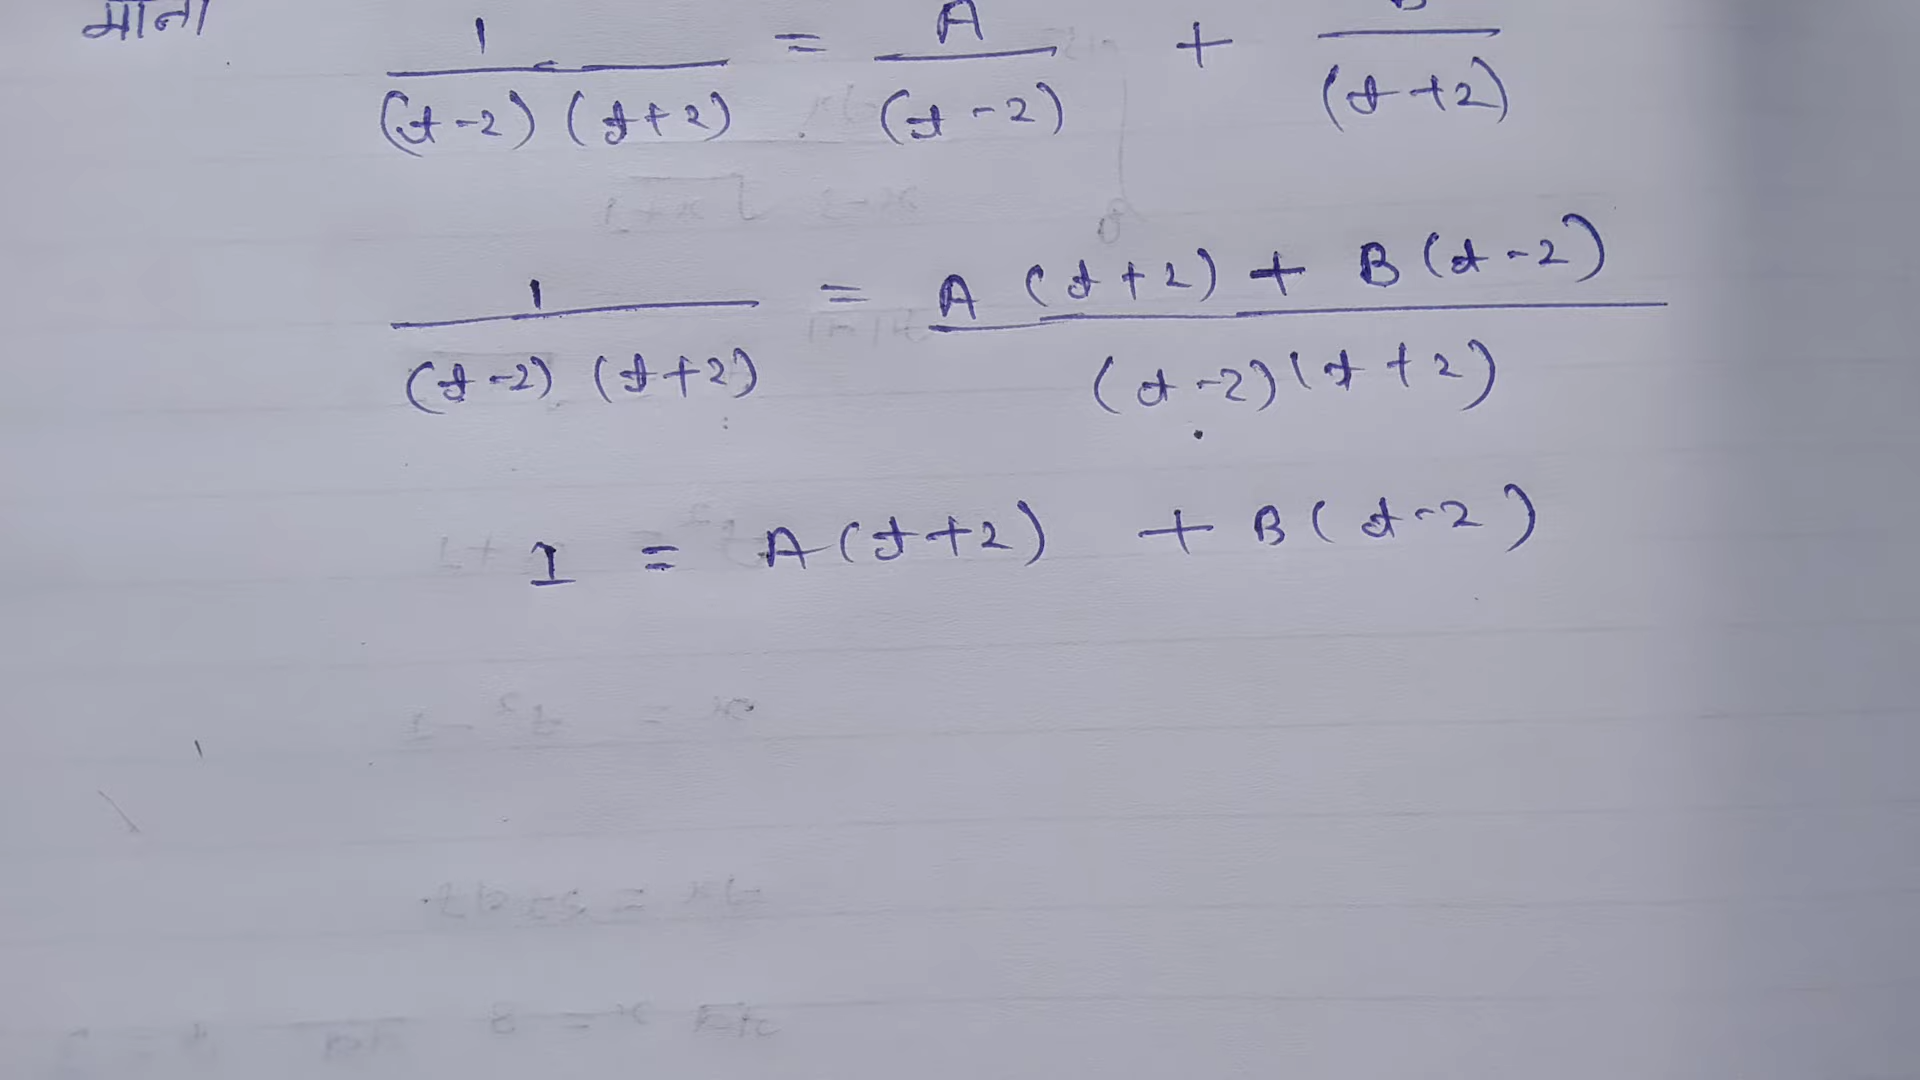 माना 1/((t-2) (t+2)) = A/(t-2) + B/(t+2)
1/((t-2) (t+2)) = (A (t+2) + B (t-2))/((t-2)(t+2))
1 = A (t+2) + B (t-2)